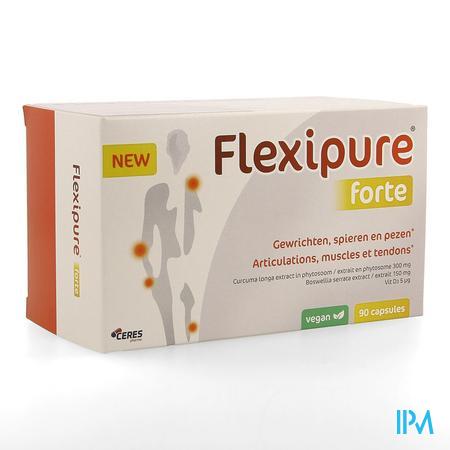 NEW
Flexipure®
forte
Gewrichten, spieren en pezen*
Articulations, muscles et tendons*
Curcuma longa extract in phytosoom / extrait en phytosome 300 mg
Boswellia serrata extract / extrait 150 mg
Vit D3 5 µg
vegan
90 capsules
CERES
pharma
Flexipure®
forte
IPM